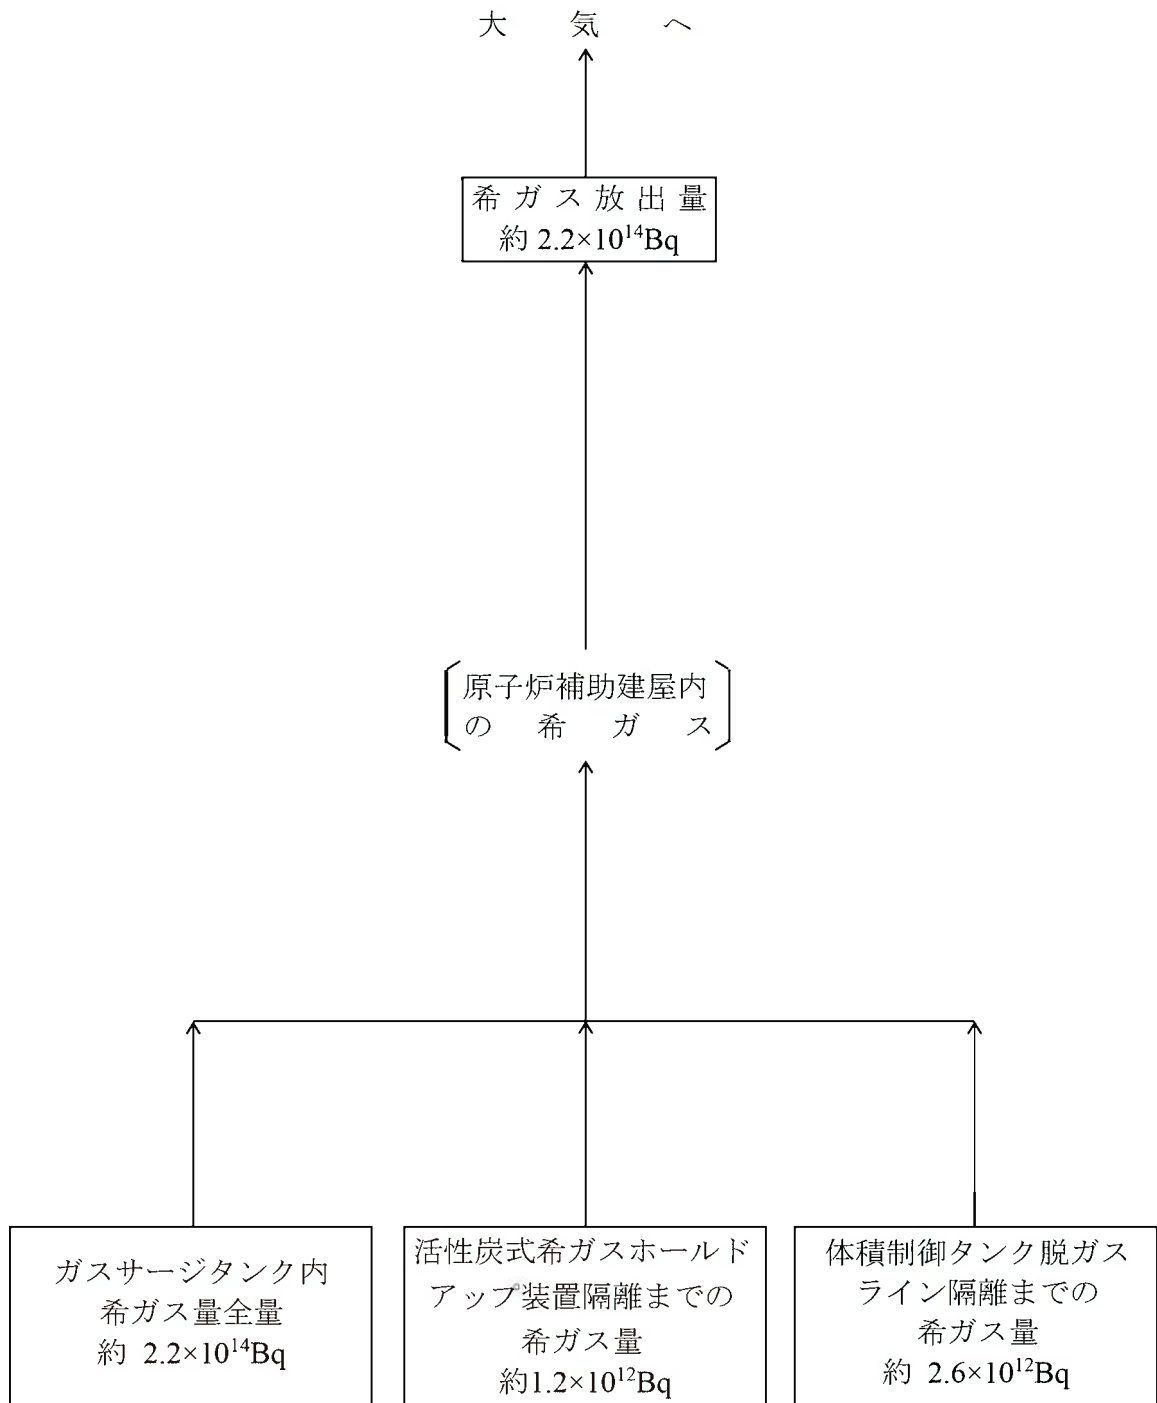 大気へ
希ガス放出量
約 2.2×10¹⁴Bq
原子炉補助建屋内
の希ガス
ガスサージタンク内
希ガス量全量
約 2.2×10¹⁴Bq
活性炭式希ガスホールド
アップ装置隔離までの
希ガス量
約1.2×10¹²Bq
体積制御タンク脱ガス
ライン隔離までの
希ガス量
約 2.6×10¹²Bq